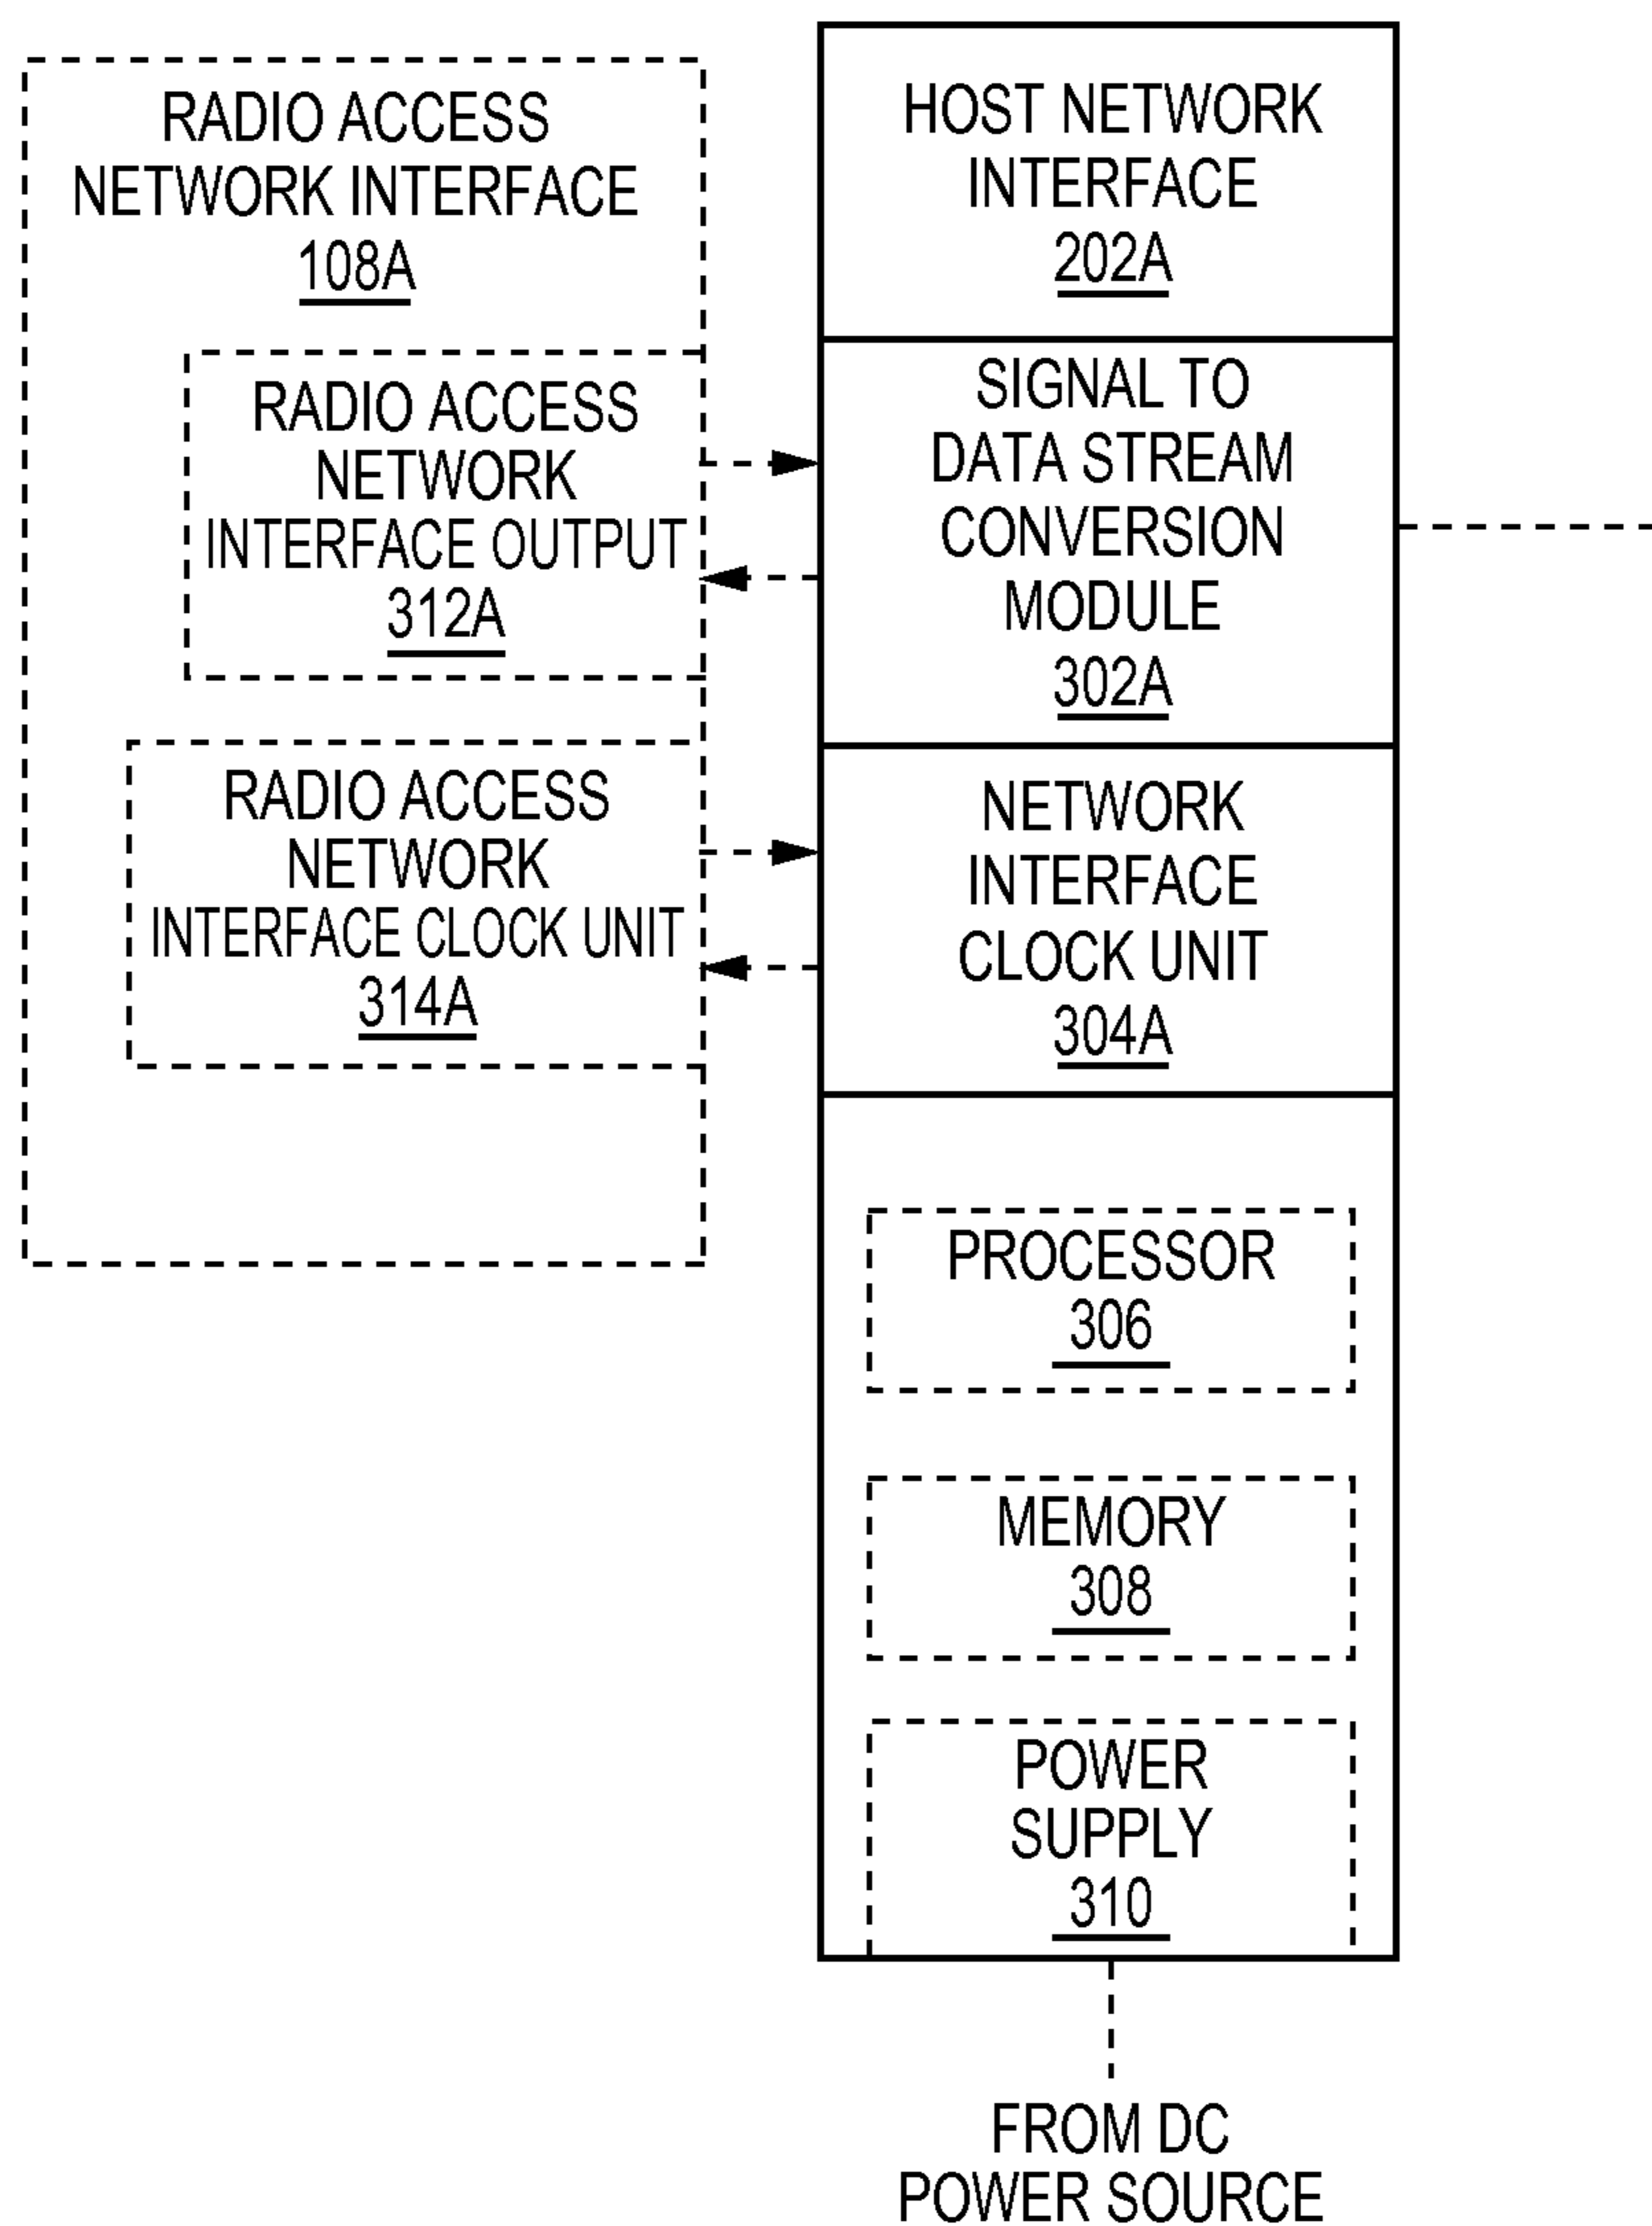 RADIO ACCESS
NETWORK INTERFACE
108A
RADIO ACCESS
NETWORK
INTERFACE OUTPUT
312A
RADIO ACCESS
NETWORK
INTERFACE CLOCK UNIT
314A
HOST NETWORK
INTERFACE
202A
SIGNAL TO
DATA STREAM
CONVERSION
MODULE
302A
NETWORK
INTERFACE
CLOCK UNIT
304A
PROCESSOR
306
MEMORY
308
POWER
SUPPLY
310
FROM DC
POWER SOURCE